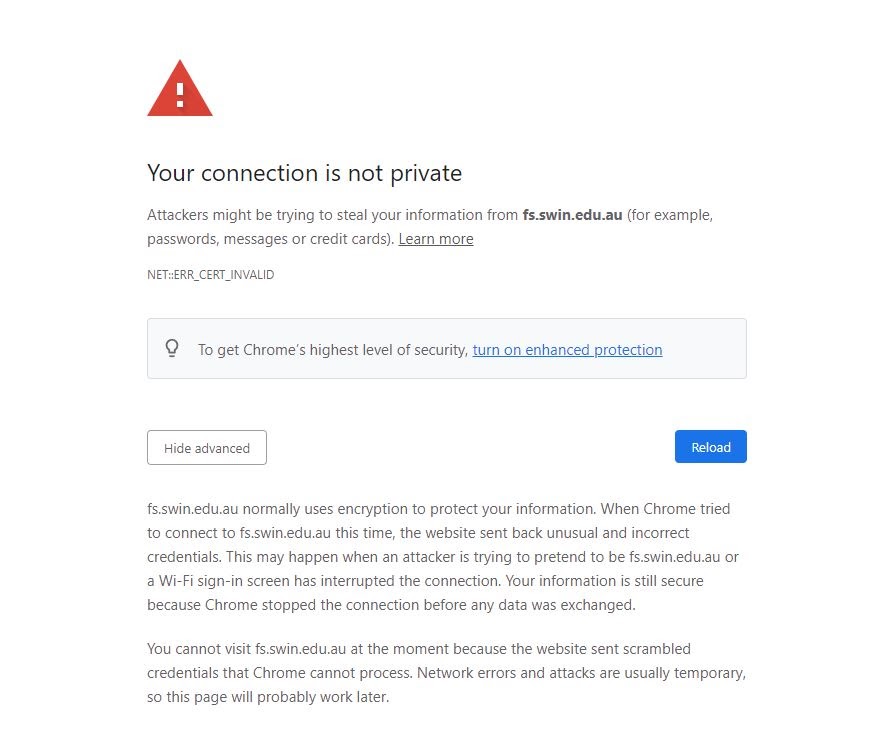 Your connection is not private
Attackers might be trying to steal your information from fs.swin.edu.au (for example,
passwords, messages or credit cards). Learn more
NET::ERR_CERT_INVALID
To get Chrome's highest level of security, turn on enhanced protection
Hide advanced
Reload
fs.swin.edu.au normally uses encryption to protect your information. When Chrome tried
to connect to fs.swin.edu.au this time, the website sent back unusual and incorrect
credentials. This may happen when an attacker is trying to pretend to be fs.swin.edu.au or
a Wi-Fi sign-in screen has interrupted the connection. Your information is still secure
because Chrome stopped the connection before any data was exchanged.
You cannot visit fs.swin.edu.au at the moment because the website sent scrambled
credentials that Chrome cannot process. Network errors and attacks are usually temporary,
so this page will probably work later.